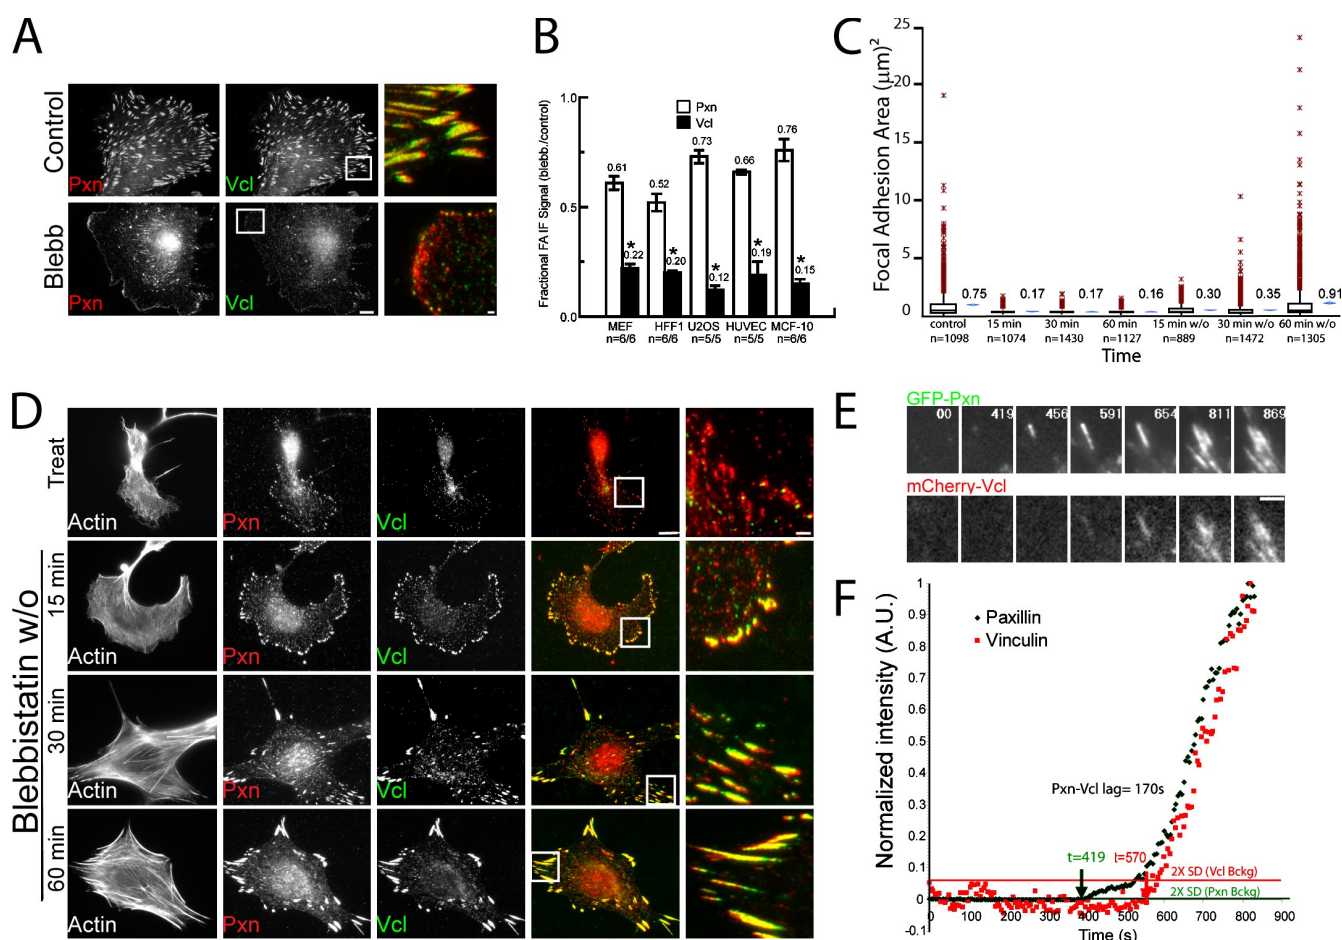 A
Control
Pxn
Vcl
Blebb
Pxn
Vcl
B
Fractional FA IF Signal (blebb./control)
1.0
0.5
0.0
Pxn
Vcl
0.61
0.22
0.52
0.20
0.73
0.12
0.66
0.19
0.76
0.15
*
*
*
*
*
MEF HFF1 U2OS HUVEC MCF-10
n=6/6 n=6/6 n=5/5 n=5/5 n=6/6
C
Focal Adhesion Area (μm)²
25
20
15
10
5
0
0.75 0.17 0.17 0.16 0.30 0.35 0.91
control 15 min 30 min 60 min 15 min w/o 30 min w/o 60 min w/o
n=1098 n=1074 n=1430 n=1127 n=889 n=1472 n=1305
Time
D
Treat
Actin Pxn Vcl
Blebbistatin w/o
15 min
Actin Pxn Vcl
30 min
Actin Pxn Vcl
60 min
Actin Pxn Vcl
E
GFP-Pxn
00 419 456 591 654 811 869
mCherry-Vcl
F
Normalized intensity (A.U.)
1
0.9
0.8
0.7
0.6
0.5
0.4
0.3
0.2
0.1
0
-0.1
Paxillin
Vinculin
Pxn-Vcl lag= 170s
t=419 t=570
2X SD (Vcl Bckg)
2X SD (Pxn Bckg)
0 100 200 300 400 500 600 700 800 900
Time (s)